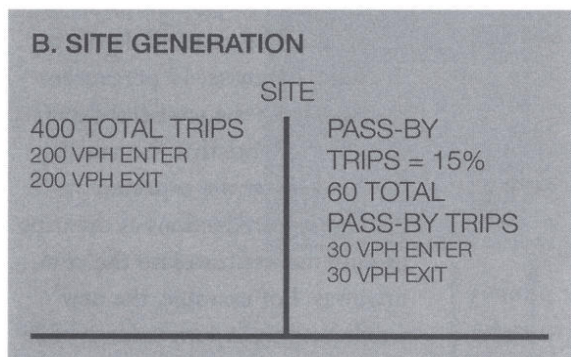 B. SITE GENERATION
SITE
400 TOTAL TRIPS
200 VPH ENTER
200 VPH EXIT
PASS-BY
TRIPS = 15%
60 TOTAL
PASS-BY TRIPS
30 VPH ENTER
30 VPH EXIT